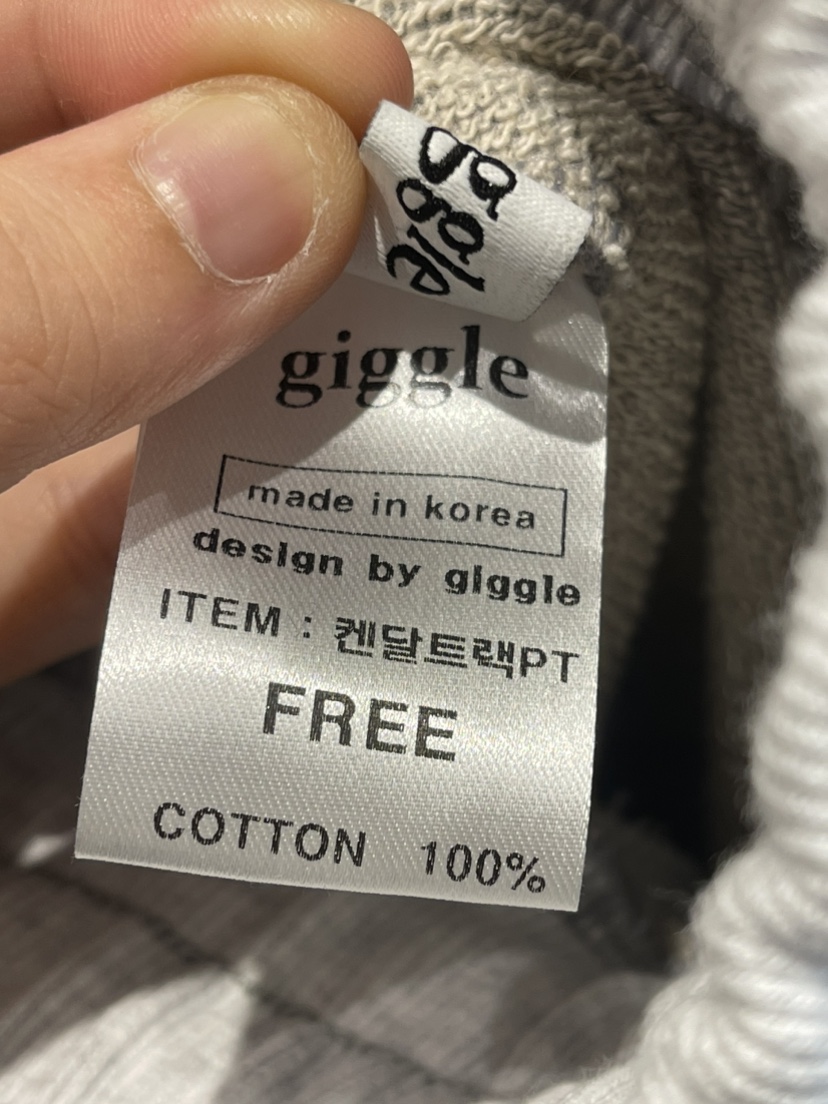 giggle
giggle
made in korea
design by giggle
ITEM : 켄달트랙PT
FREE
COTTON 100%